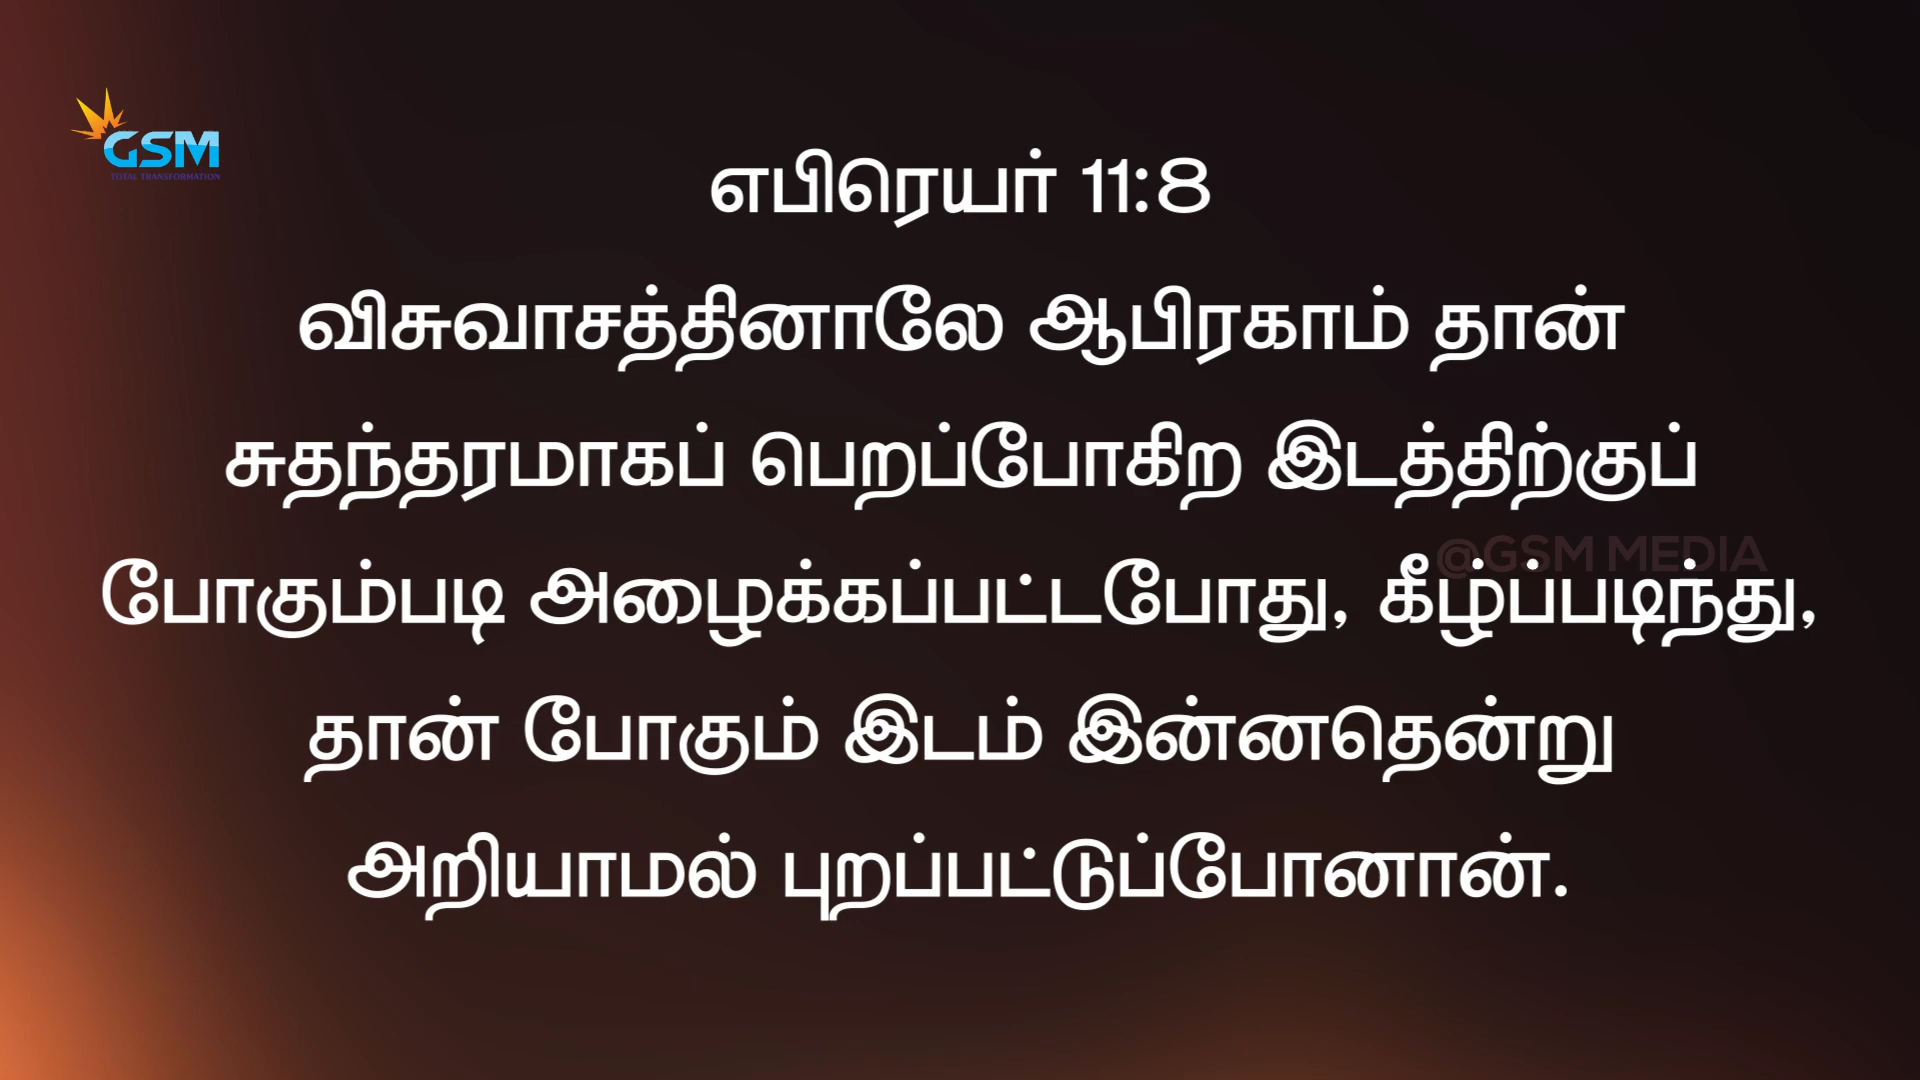 GSM
TOTAL TRANSFORMATION
எபிரெயர் 11:8
விசுவாசத்தினாலே ஆபிரகாம் தான்
சுதந்தரமாகப் பெறப்போகிற இடத்திற்குப்
@GSM MEDIA
போகும்படி அழைக்கப்பட்டபோது, கீழ்ப்படிந்து,
தான் போகும் இடம் இன்னதென்று
அறியாமல் புறப்பட்டுப்போனான்.